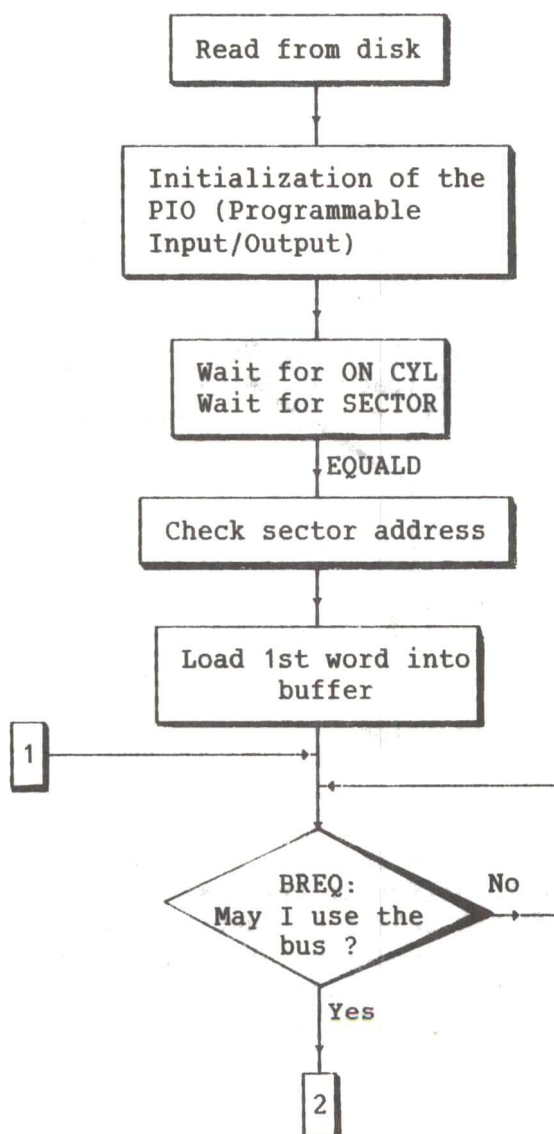 Read from disk
Initialization of the
PIO (Programmable
Input/Output)
Wait for ON CYL
Wait for SECTOR
EQUALD
Check sector address
Load 1st word into
buffer
1
BREQ:
May I use the
bus ?
No
Yes
2